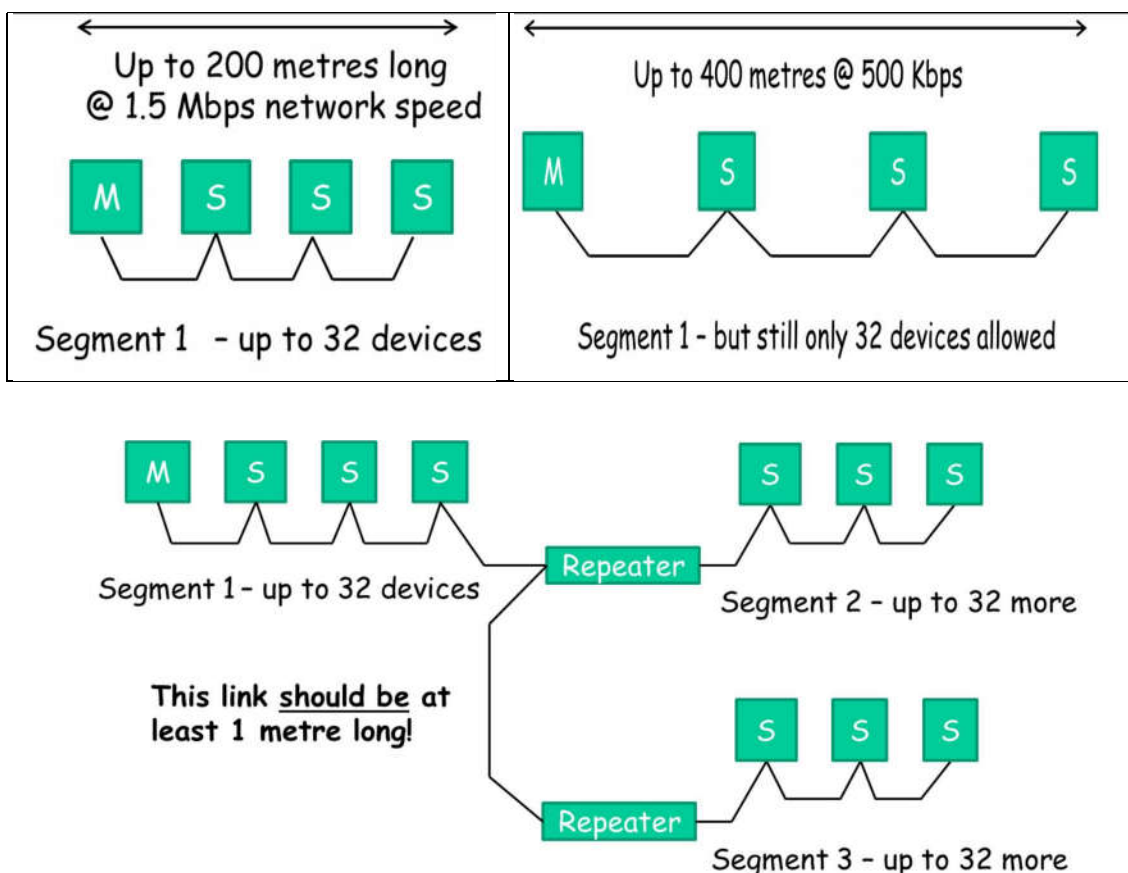 Up to 200 metres long
@ 1.5 Mbps network speed
M S S S
Segment 1 – up to 32 devices
Up to 400 metres @ 500 Kbps
M S S S
Segment 1 – but still only 32 devices allowed
M S S S
Repeater
S S S
Segment 1 – up to 32 devices
Segment 2 – up to 32 more
This link should be at
least 1 metre long!
S S S
Repeater
Segment 3 – up to 32 more